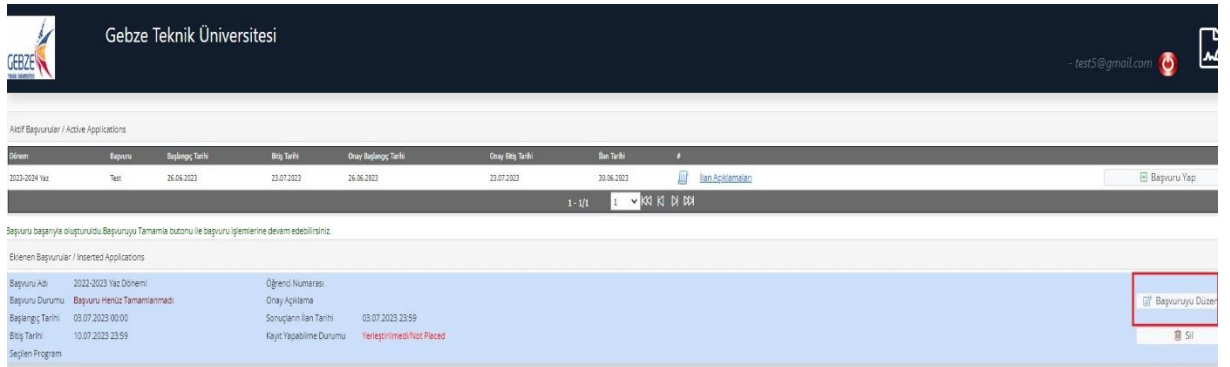 GEBZE
Gebze Teknik Üniversitesi
- test5@gmail.com
Aktif Başvurular / Active Applications
Dönem Başvuru Başlangıç Tarihi Bitiş Tarihi Onay Başlangıç Tarihi Onay Bitiş Tarihi İlan Tarihi #
2023-2024 Yaz Test 26.06.2023 23.07.2023 26.06.2023 23.07.2023 30.06.2023 İlan Açıklamaları Başvuru Yap
1 - 1/1 1
Başvuru başarıyla oluşturuldu.Başvuruyu Tamamla butonu ile başvuru işlemlerine devam edebilirsiniz.
Eklenen Başvurular / Inserted Applications
Başvuru Adı 2022-2023 Yaz Dönemi Öğrenci Numarası
Başvuru Durumu Başvuru Henüz Tamamlanmadı Onay Açıklama Başvuruyu Düzen
Başlangıç Tarihi 03.07.2023 00:00 Sonuçların İlan Tarihi 03.07.2023 23:59
Bitiş Tarihi 10.07.2023 23:59 Kayıt Yapabilme Durumu Yerleştirilmedi/Not Placed Sil
Seçilen Program